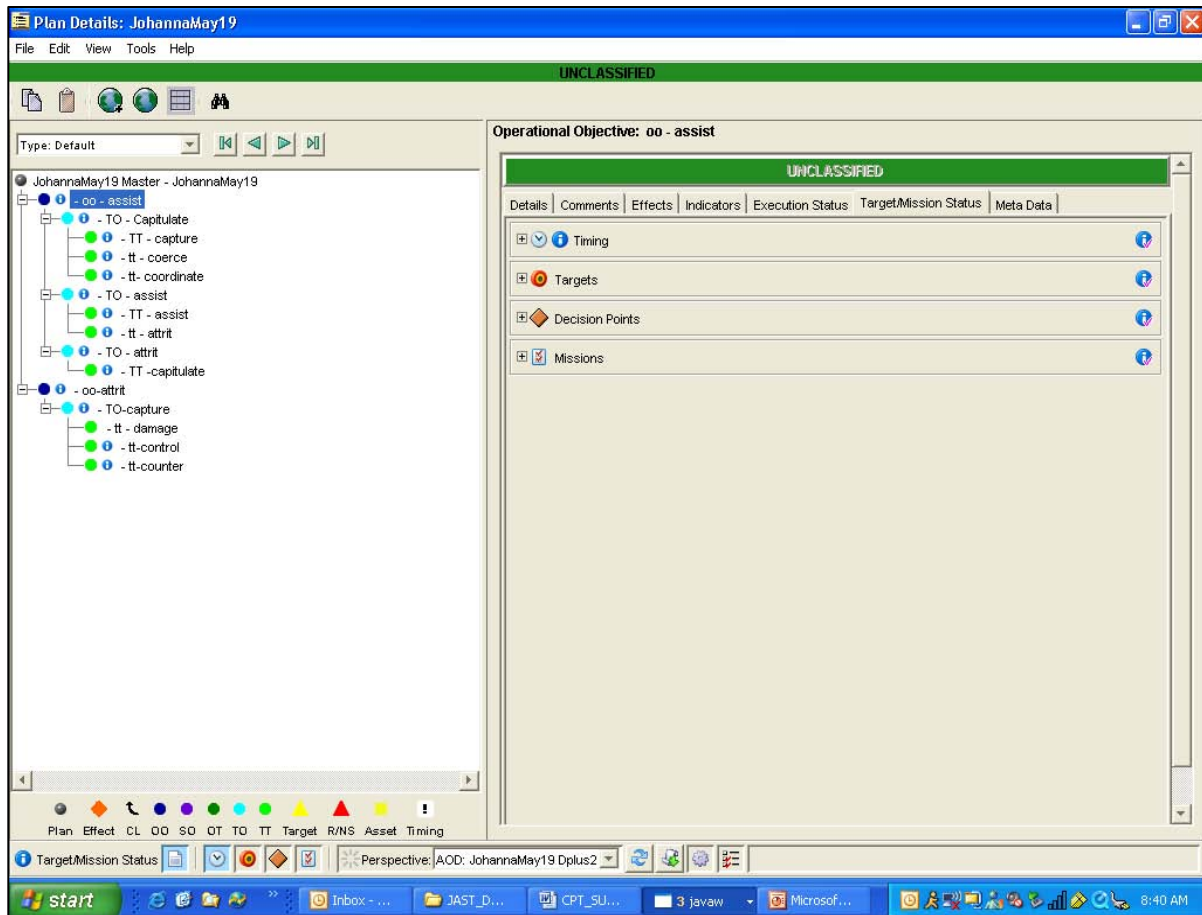 Plan Details: JohannaMay19
File Edit View Tools Help
UNCLASSIFIED
Type: Default
JohannaMay19 Master - JohannaMay19
- oo - assist
- TO - Capitulate
- TT - capture
- tt - coerce
- tt- coordinate
- TO - assist
- TT - assist
- tt - attrit
- TO - attrit
- TT -capitulate
- oo-attrit
- TO-capture
- tt - damage
- tt-control
- tt-counter
Plan Effect CL OO SO OT TO TT Target R/NS Asset Timing
Operational Objective: oo - assist
UNCLASSIFIED
Details Comments Effects Indicators Execution Status Target/Mission Status Meta Data
Timing
Targets
Decision Points
Missions
Target/Mission Status Perspective: AOD: JohannaMay19 Dplus2
start Inbox - ... JAST_D... CPT_SU... 3 javaw Microsof... 8:40 AM